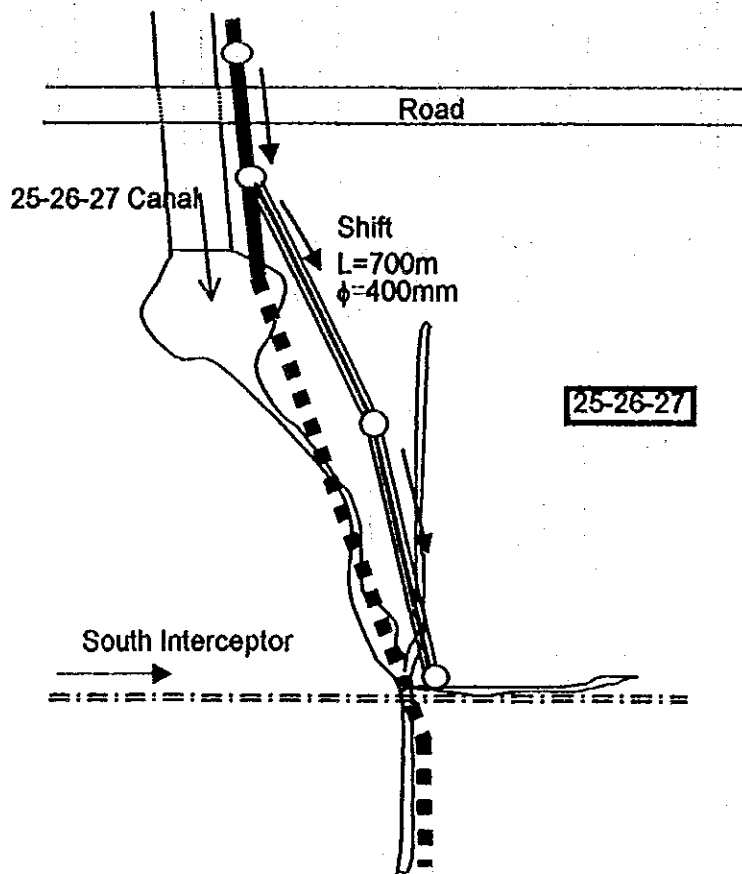 Road
25-26-27 Canal
Shift
L=700m
ϕ=400mm
25-26-27
South Interceptor